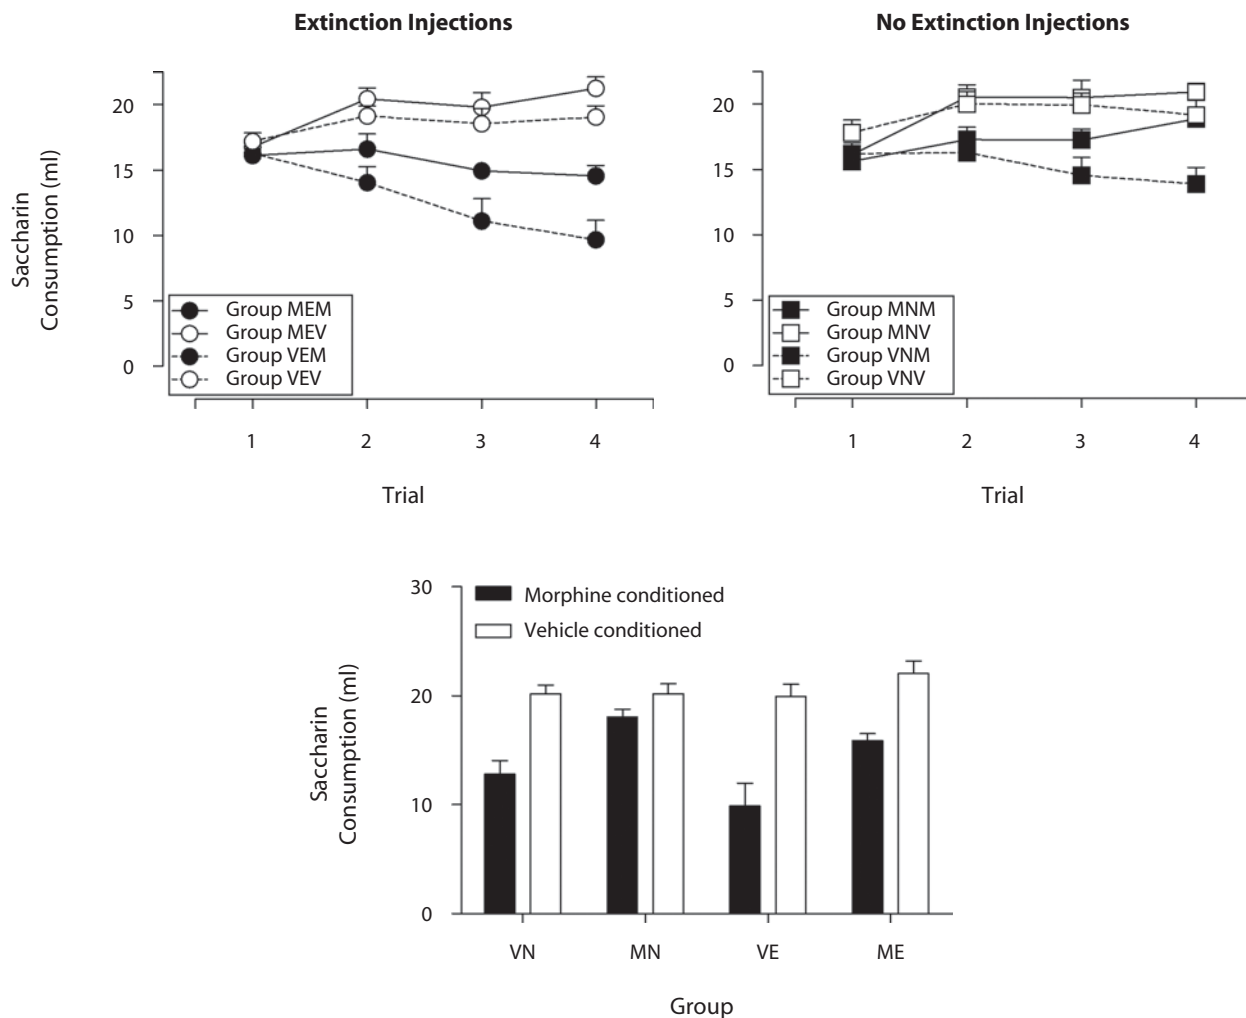 Extinction Injections
Saccharin
Consumption (ml)
20
15
10
5
0
Group MEM
Group MEV
Group VEM
Group VEV
1 2 3 4
Trial
No Extinction Injections
20
15
10
5
0
Group MNM
Group MNV
Group VNM
Group VNV
1 2 3 4
Trial
Saccharin
Consumption (ml)
30
20
10
0
Morphine conditioned
Vehicle conditioned
VN MN VE ME
Group